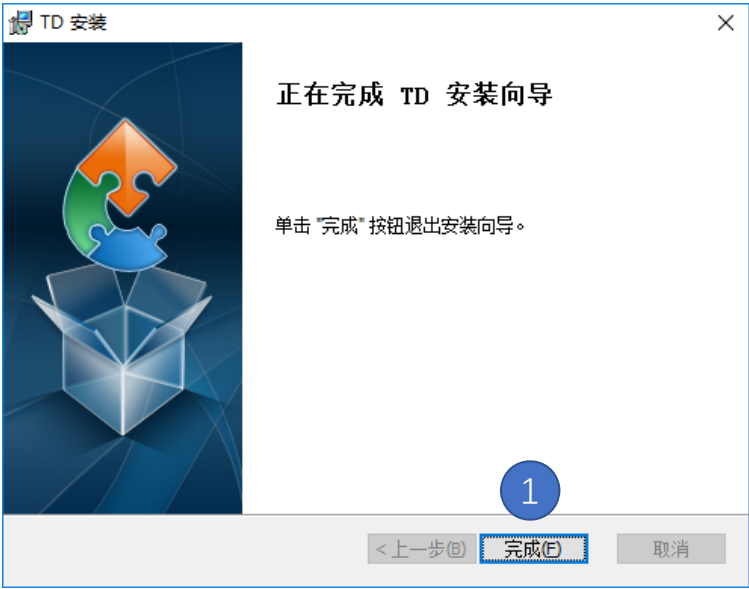 TD 安装
正在完成 TD 安装向导
单击 "完成" 按钮退出安装向导。
1
< 上一步(B)
完成(F)
取消